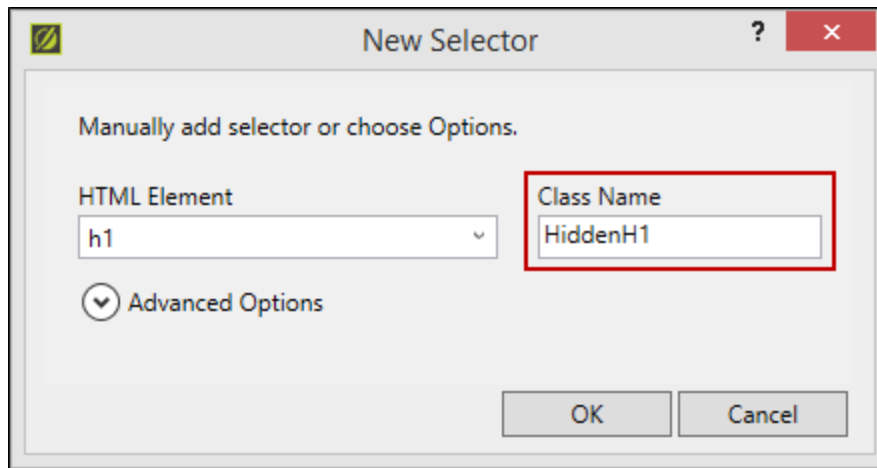 New Selector
?
Manually add selector or choose Options.
HTML Element
Class Name
h1
HiddenH1
Advanced Options
OK
Cancel